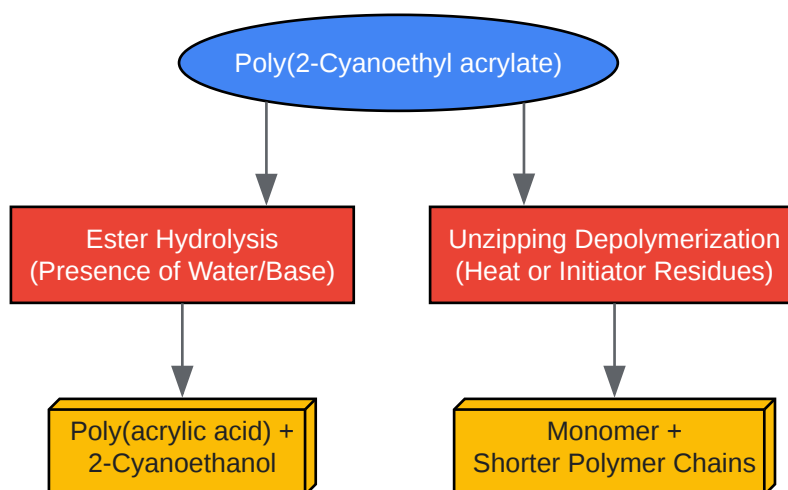 Poly(2-Cyanoethyl acrylate)
Ester Hydrolysis
(Presence of Water/Base)
Unzipping Depolymerization
(Heat or Initiator Residues)
Poly(acrylic acid) +
2-Cyanoethanol
Monomer +
Shorter Polymer Chains